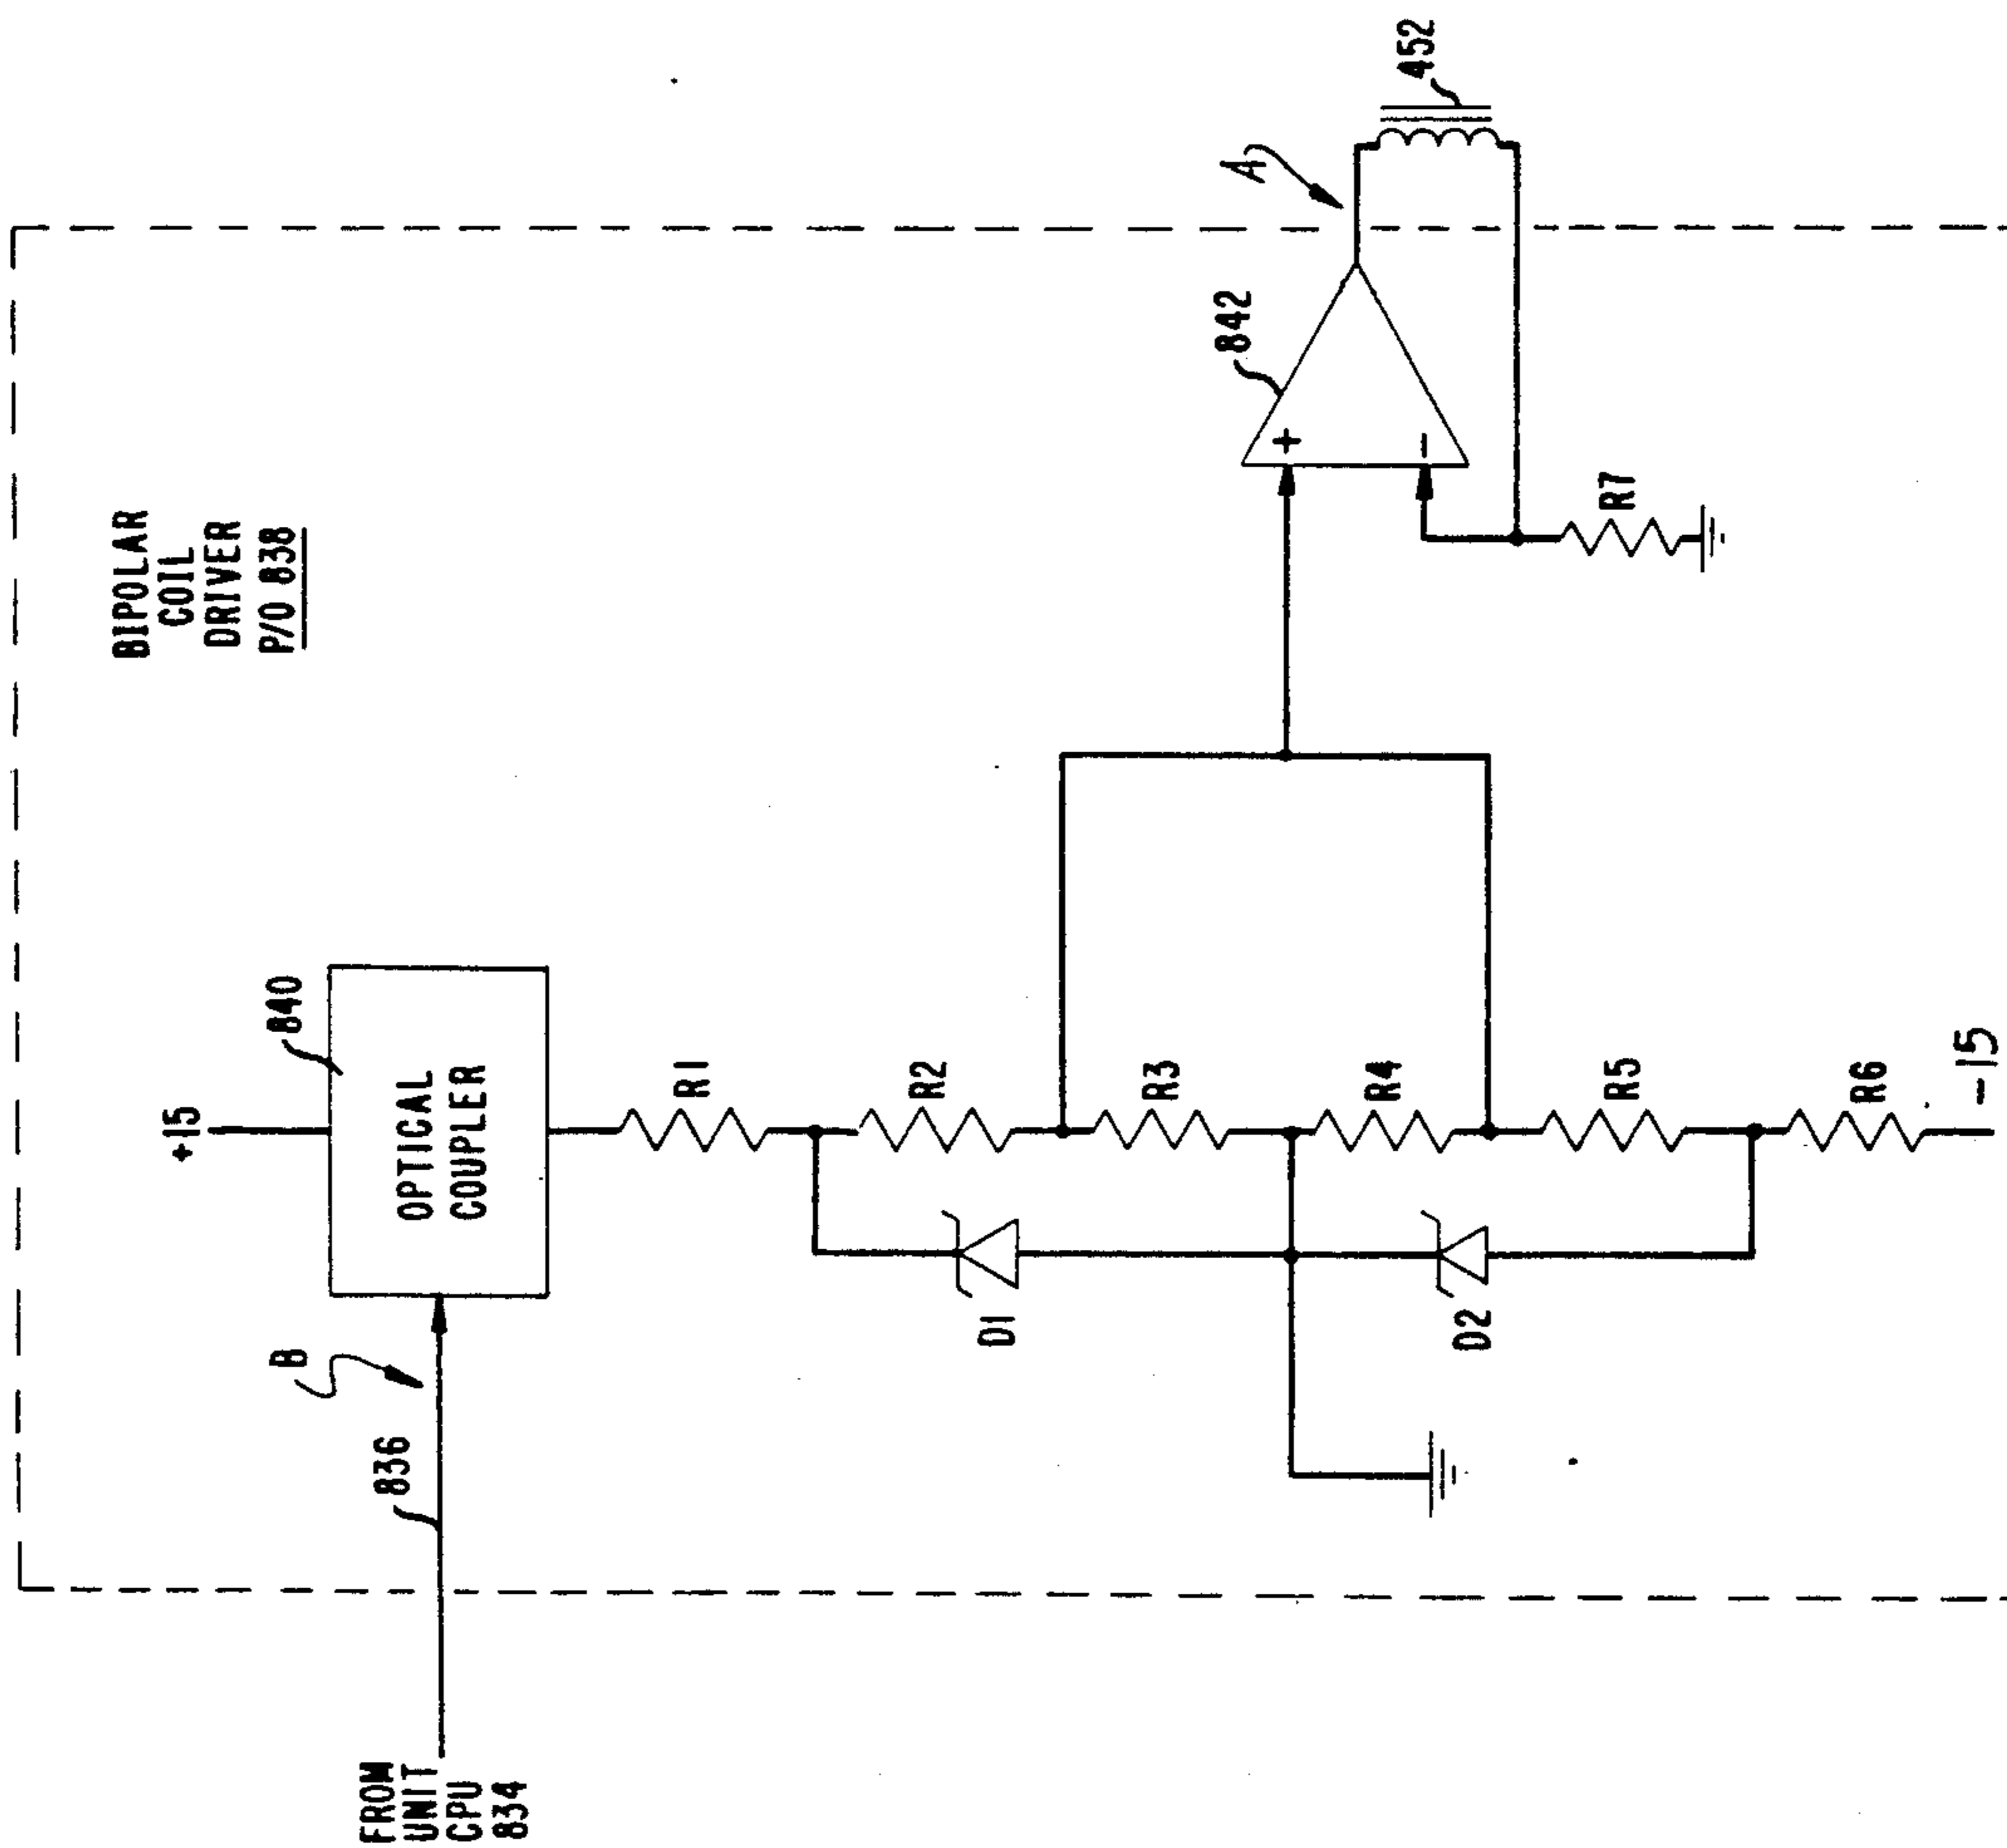 BIPOLAR
COIL
DRIVER
P/O 838
+15
840
OPTICAL
COUPLER
B
836
FROM
UNIT
CPU
834
R1
R2
R3
R4
R5
R6
-15
D1
D2
842
+
-
A
452
R7